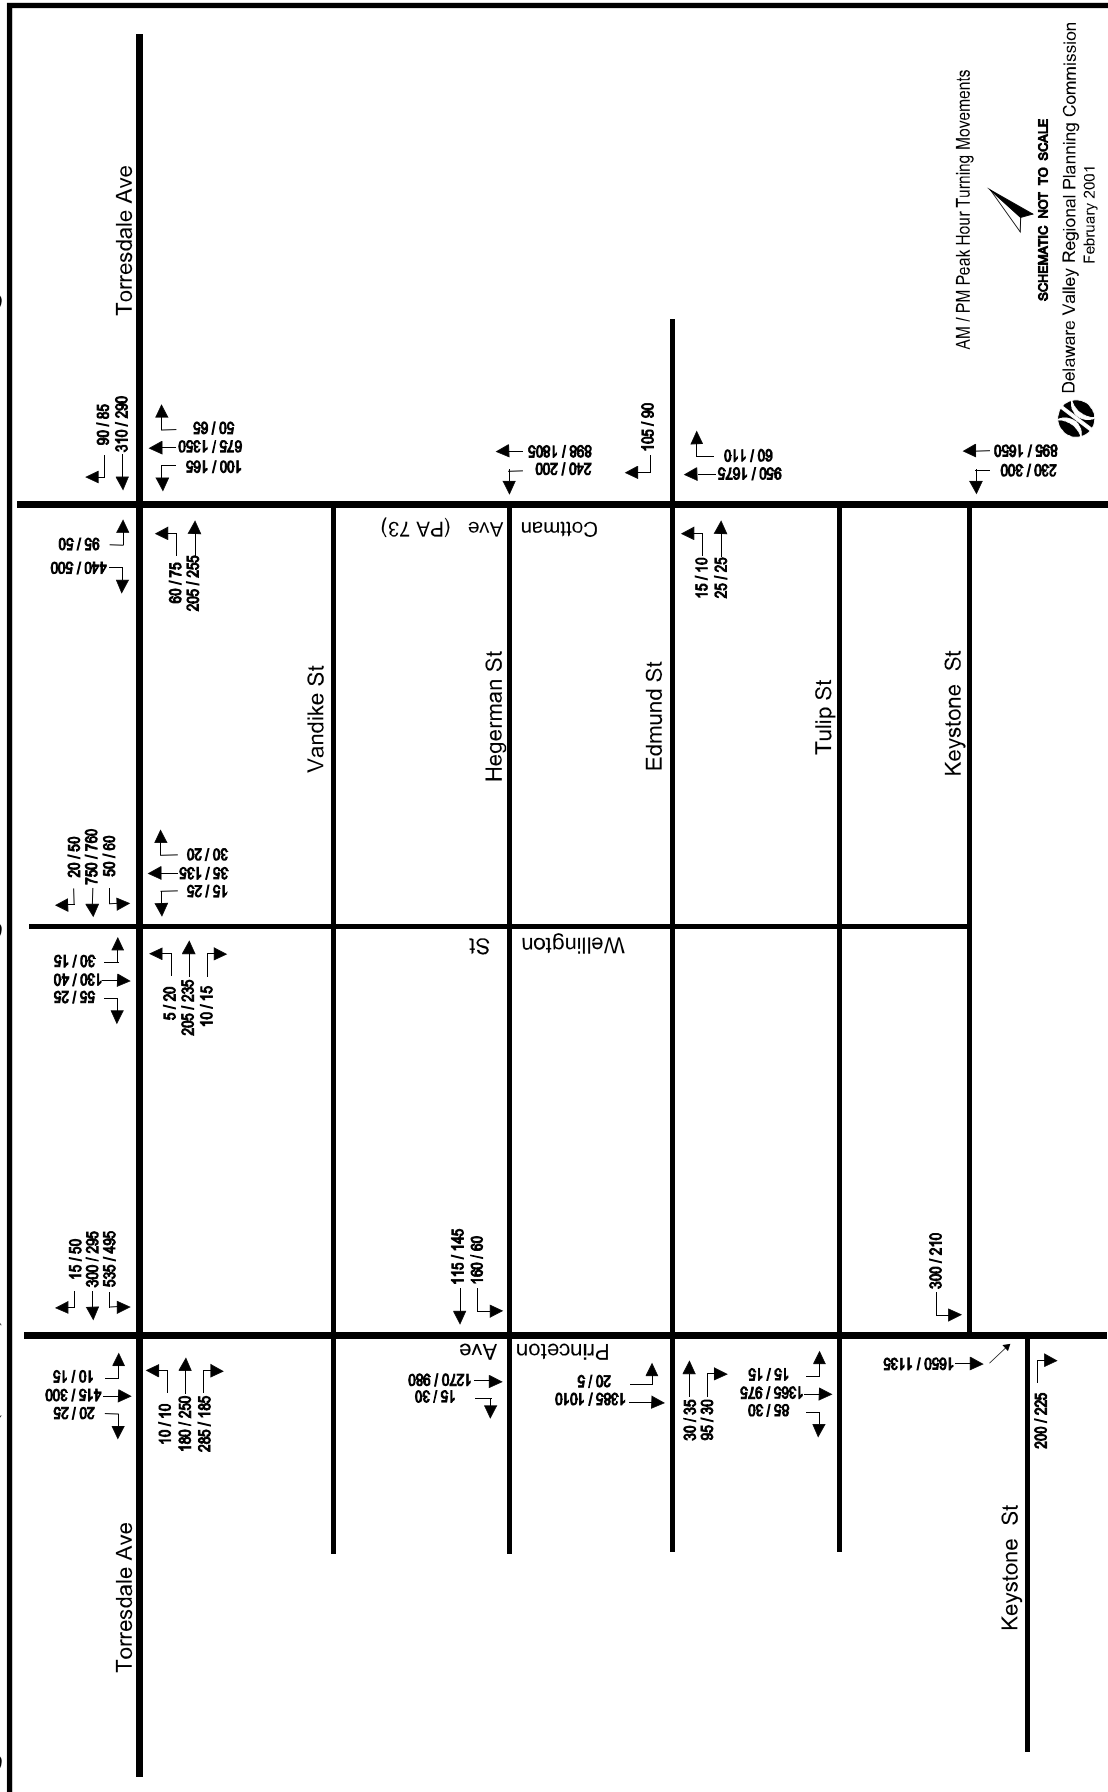 Torresdale Ave
Torresdale Ave
90 / 85
310 / 290
50 / 65
675 / 1350
100 / 165
95 / 50
440 / 500
60 / 75
205 / 255
898 / 1805
240 / 200
Cottman Ave (PA 73)
105 / 90
60 / 110
950 / 1675
15 / 10
25 / 25
895 / 1650
230 / 300
Vandike St
Hegerman St
Edmund St
Tulip St
Keystone St
20 / 50
750 / 760
50 / 60
30 / 20
35 / 135
15 / 25
30 / 15
130 / 40
55 / 25
5 / 20
205 / 235
10 / 15
Wellington St
15 / 50
300 / 295
535 / 495
10 / 15
415 / 300
20 / 25
10 / 10
180 / 250
285 / 185
115 / 145
160 / 60
Princeton Ave
1270 / 980
15 / 30
20 / 5
1385 / 1010
30 / 35
95 / 30
15 / 15
1365 / 975
85 / 30
300 / 210
1650 / 1135
200 / 225
Keystone St
AM / PM Peak Hour Turning Movements
SCHEMATIC NOT TO SCALE
Delaware Valley Regional Planning Commission
February 2001